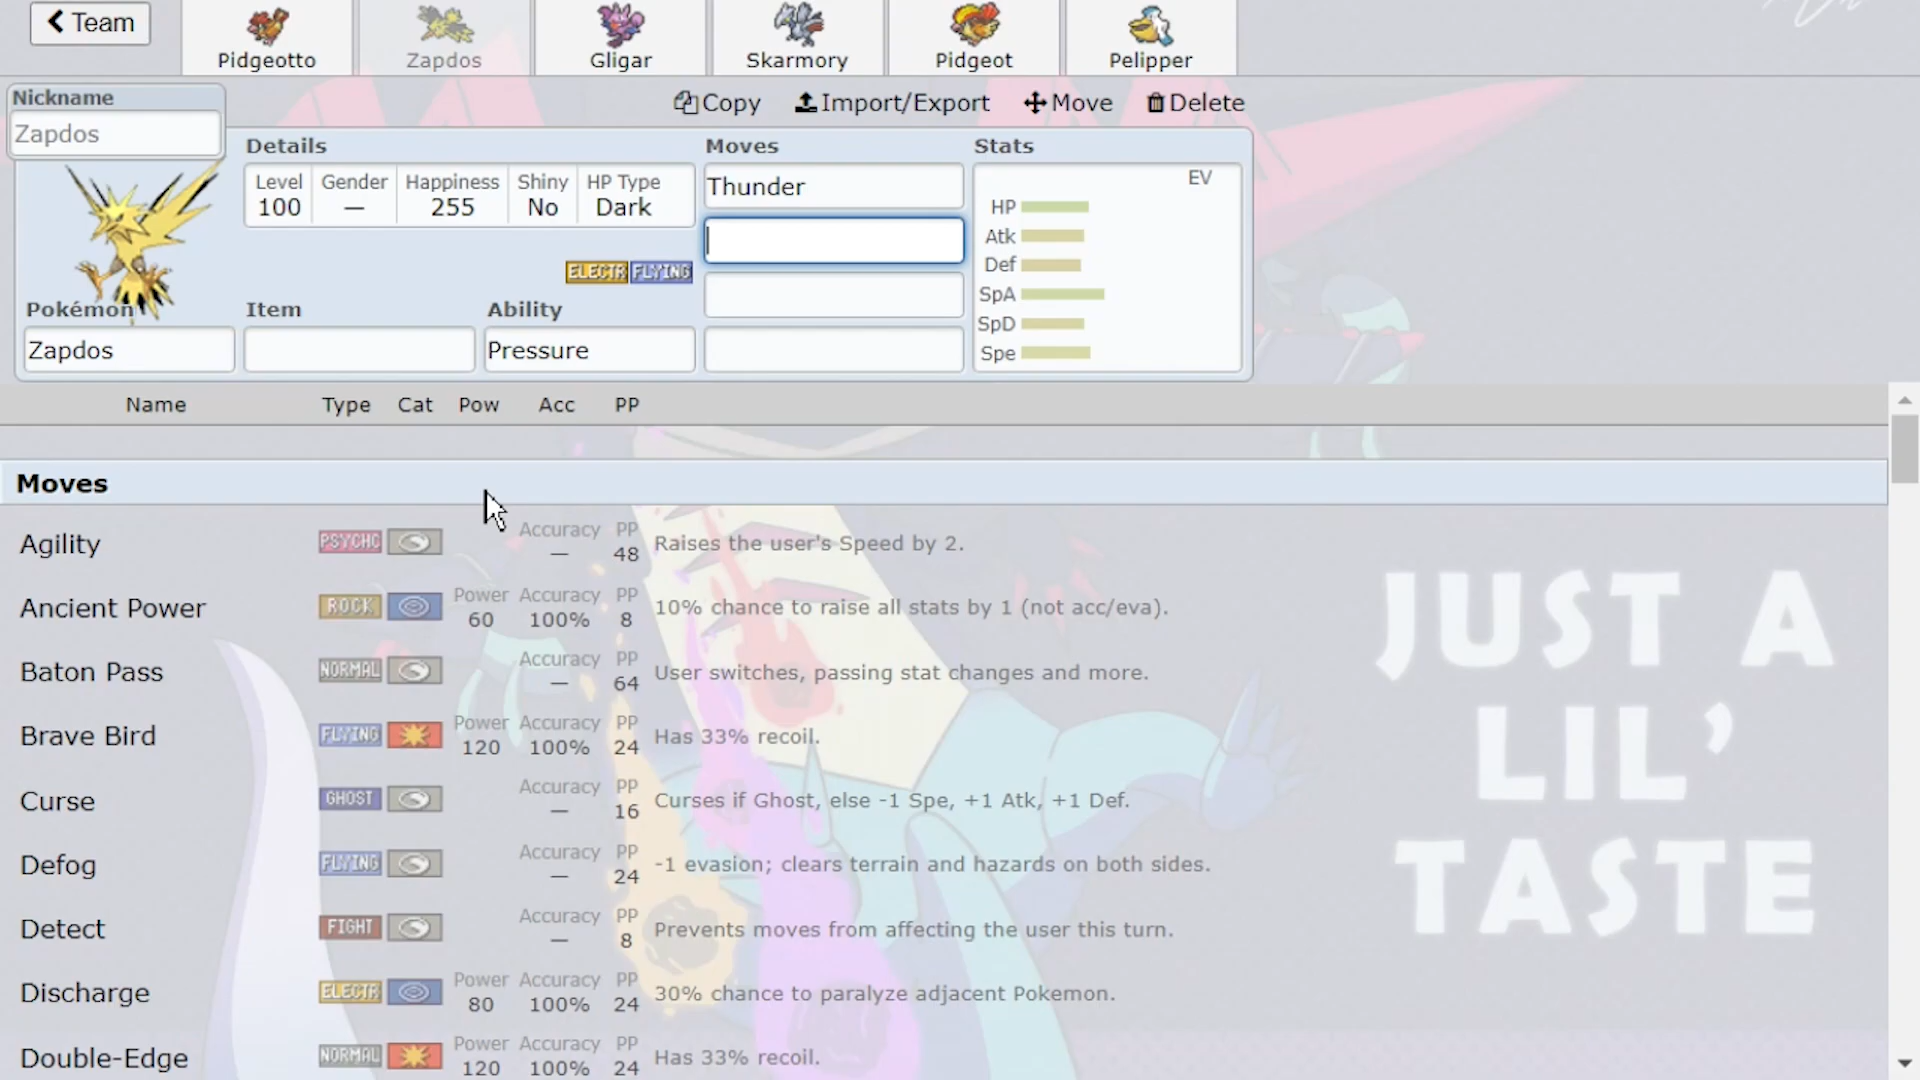 Team
Pidgeotto
Zapdos
Gligar
Skarmory
Pidgeot
Pelipper
Nickname
Zapdos
Copy Import/Export Move Delete
Details
Level Gender Happiness Shiny HP Type
100 — 255 No Dark
ELECTR FLYING
Pokémon Item Ability
Zapdos Pressure
Moves
Thunder
Stats
EV
HP
Atk
Def
SpA
SpD
Spe
Name Type Cat Pow Acc PP
Moves
Agility PSYCHC Accuracy — PP 48 Raises the user's Speed by 2.
Ancient Power ROCK Power 60 Accuracy 100% PP 8 10% chance to raise all stats by 1 (not acc/eva).
Baton Pass NORMAL Accuracy — PP 64 User switches, passing stat changes and more.
Brave Bird FLYING Power 120 Accuracy 100% PP 24 Has 33% recoil.
Curse GHOST Accuracy — PP 16 Curses if Ghost, else -1 Spe, +1 Atk, +1 Def.
Defog FLYING Accuracy — PP 24 -1 evasion; clears terrain and hazards on both sides.
Detect FIGHT Accuracy — PP 8 Prevents moves from affecting the user this turn.
Discharge ELECTR Power 80 Accuracy 100% PP 24 30% chance to paralyze adjacent Pokemon.
Double-Edge NORMAL Power 120 Accuracy 100% PP 24 Has 33% recoil.
JUST A
LIL'
TASTE